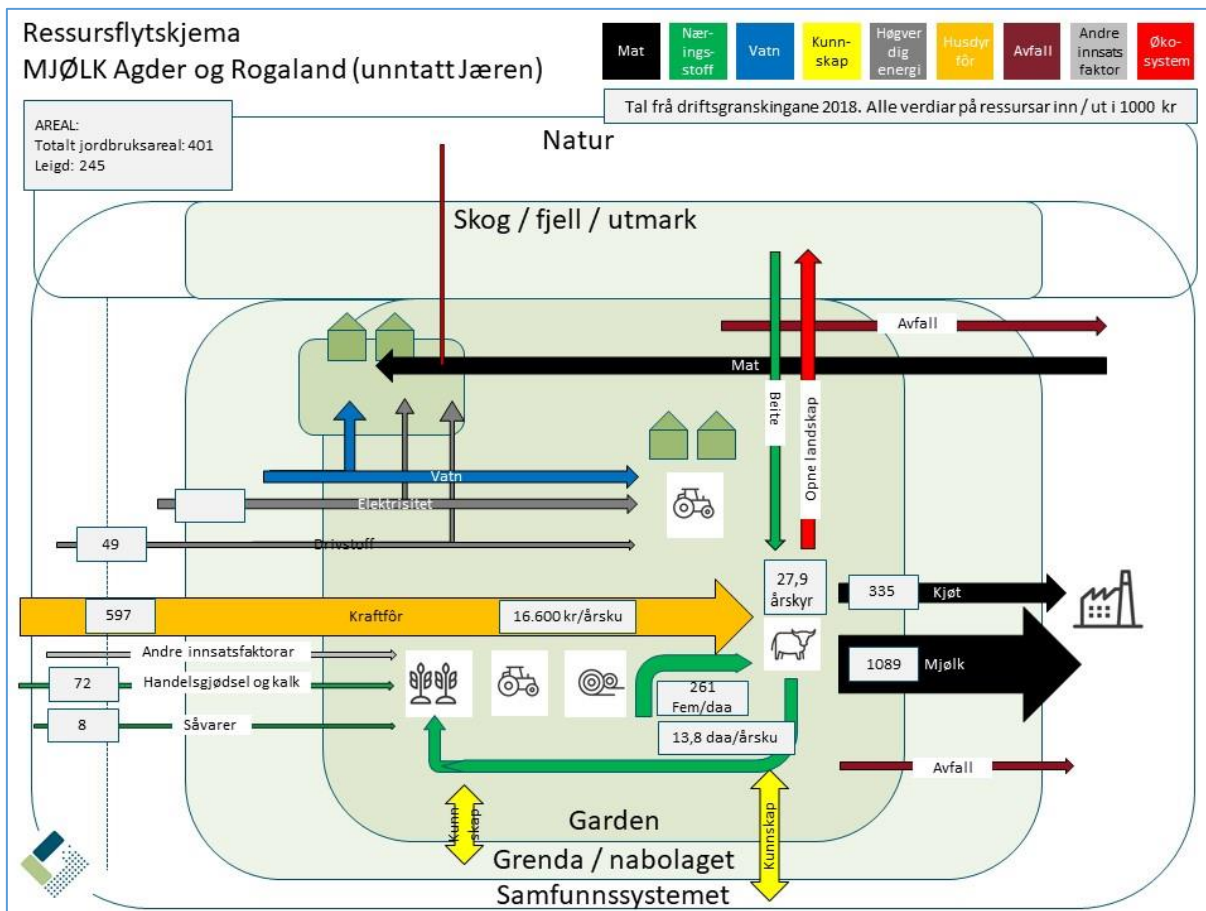 Ressursflytskjema
MJØLK Agder og Rogaland (unntatt Jæren)
Mat
Nær-
ings-
stoff
Vatn
Kunn-
skap
Høgver
dig
energi
Husdyr
fôr
Avfall
Andre
innsats
faktor
Øko-
system
Tal frå driftsgranskingane 2018. Alle verdiar på ressursar inn / ut i 1000 kr
AREAL:
Totalt jordbruksareal: 401
Leigd: 245
Natur
Skog / fjell / utmark
Avfall
Mat
Beite
Opne landskap
Vatn
Elektrisitet
49
Drivstoff
597
Kraftfôr
16.600 kr/årsku
27,9
årskyr
335
Kjøt
1089
Mjølk
Andre innsatsfaktorar
72
Handelsgjødsel og kalk
8
Såvarer
261
Fem/daa
13,8 daa/årsku
Avfall
Kunn
skap
Kunnskap
Garden
Grenda / nabolaget
Samfunnssystemet